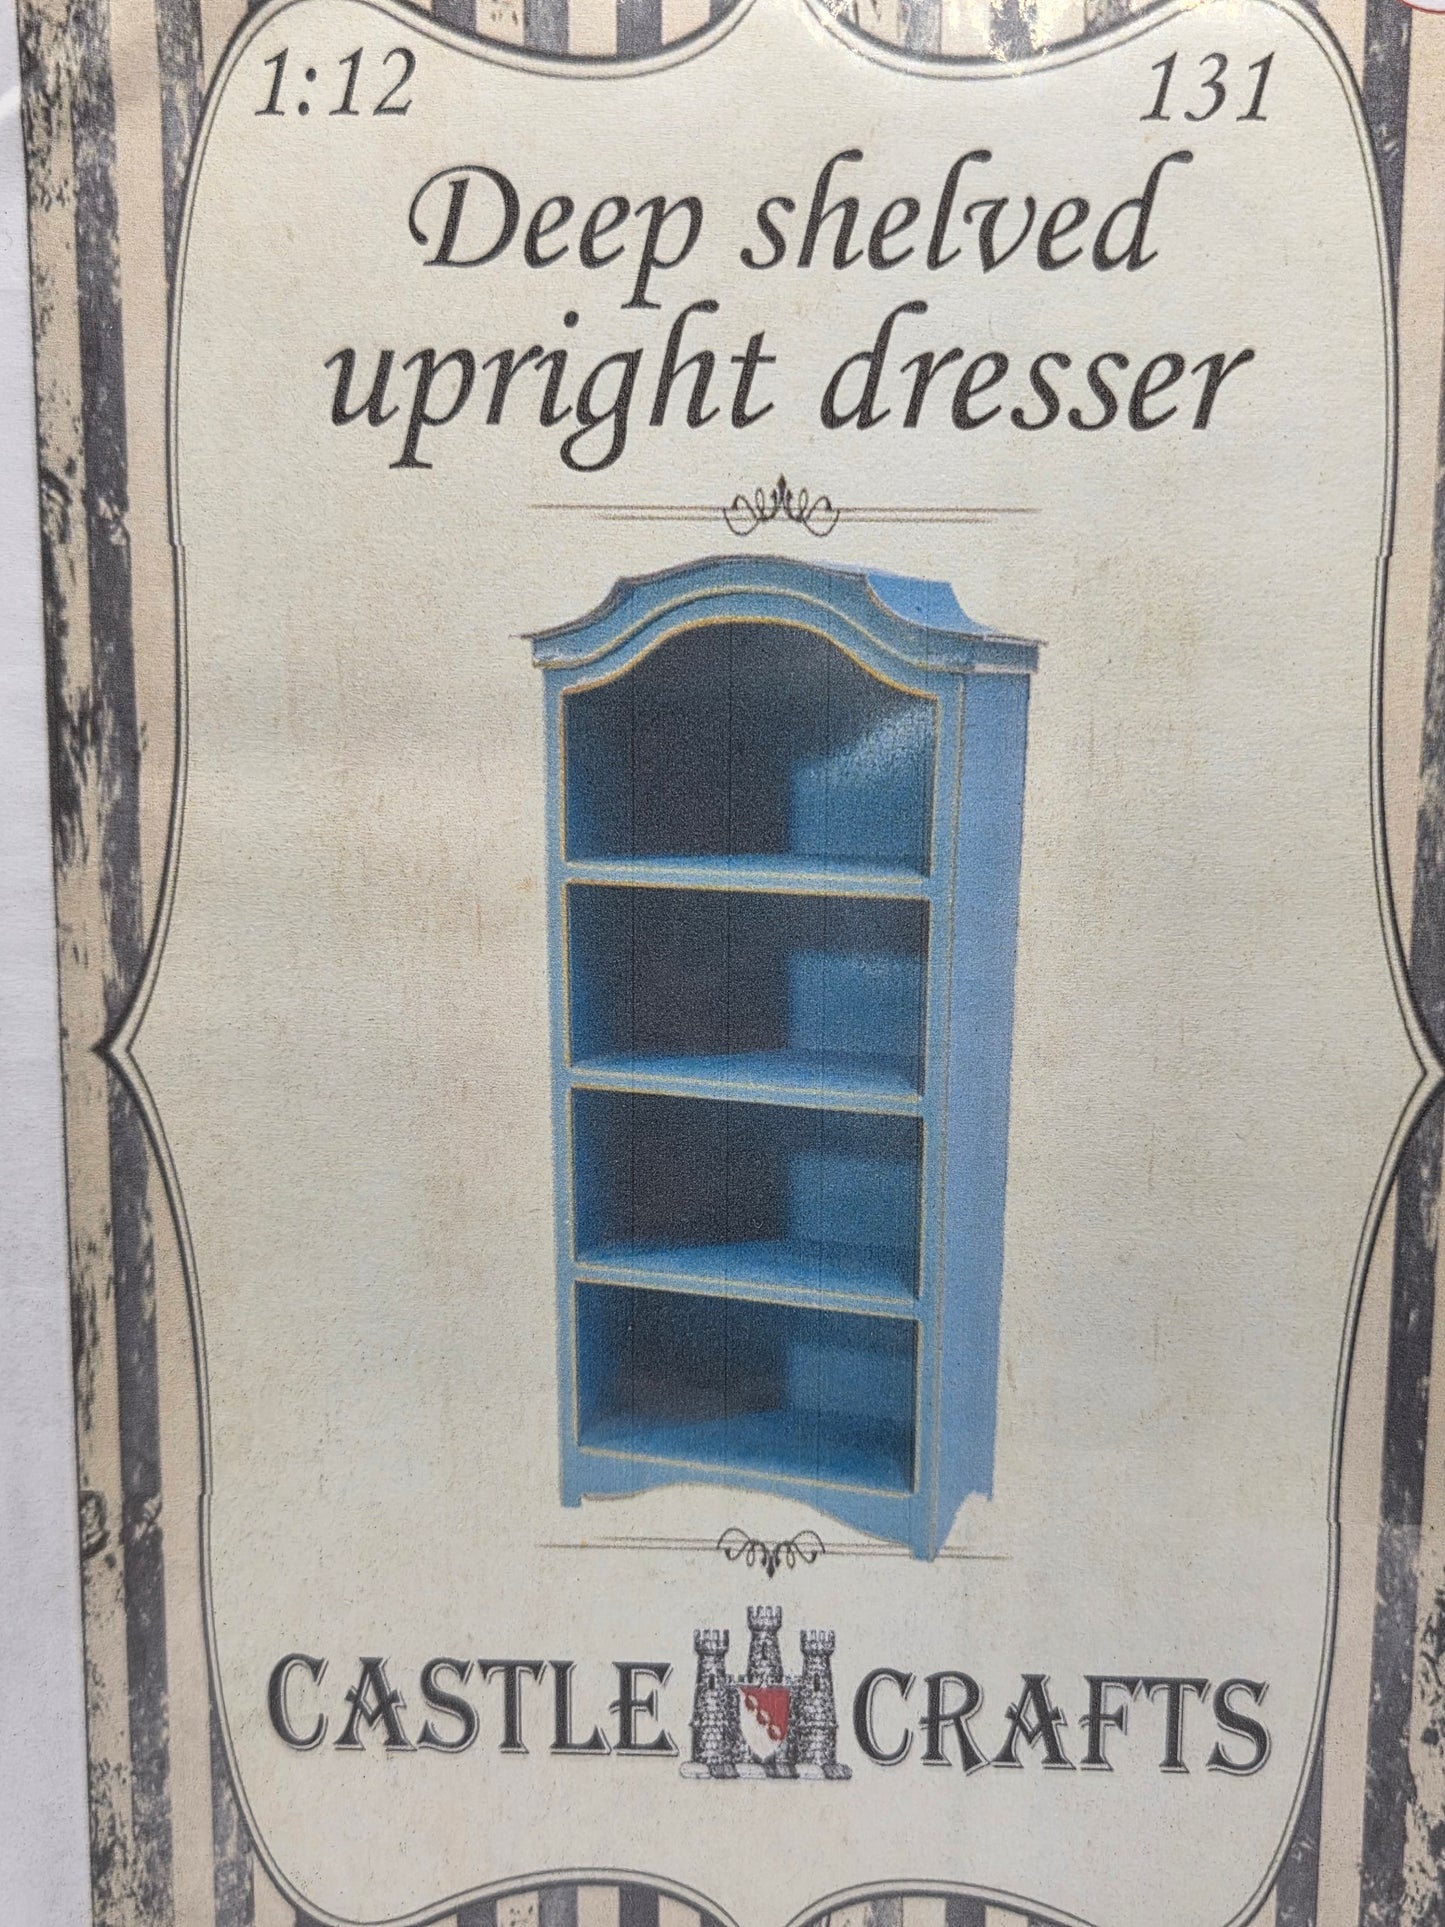 1:12 131
Deep shelved
upright dresser
CASTLE CRAFTS